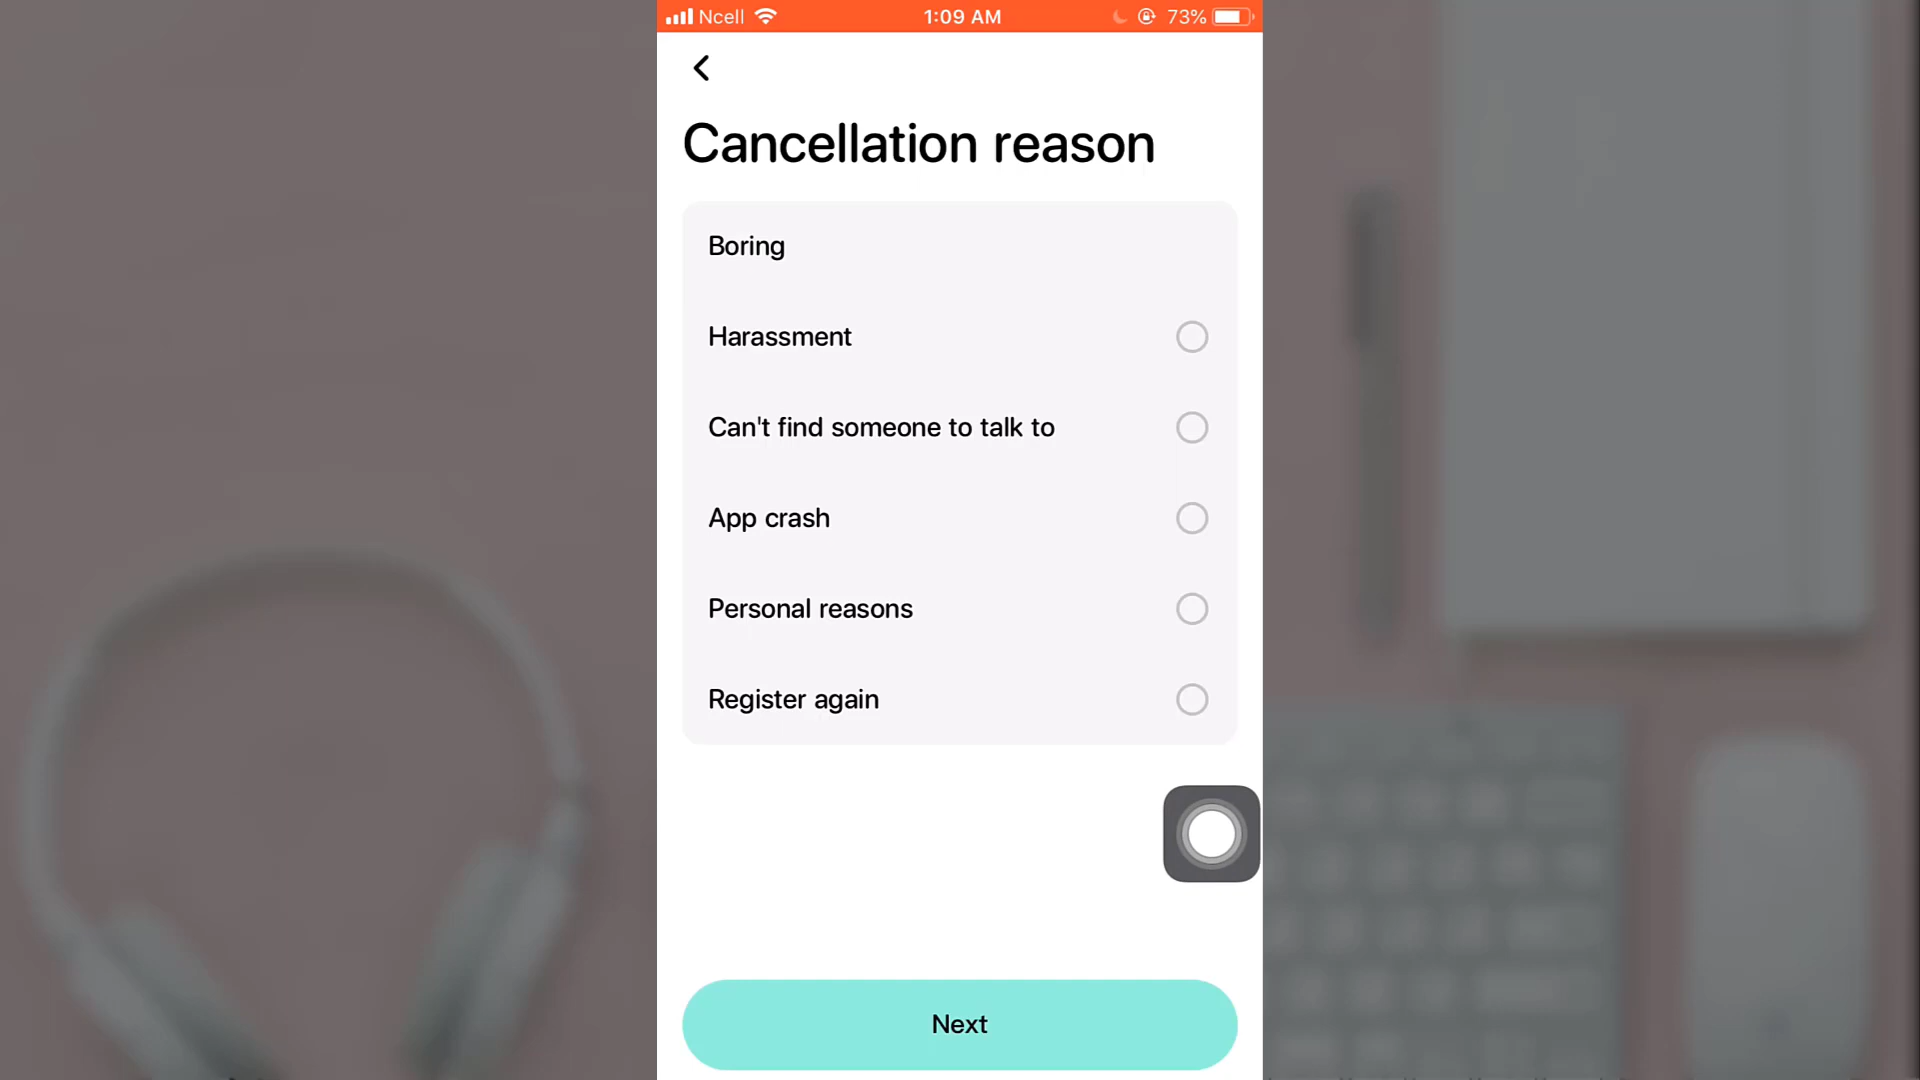 Ncell
1:09 AM
73%
Cancellation reason
Boring
Harassment
Can't find someone to talk to
App crash
Personal reasons
Register again
Next